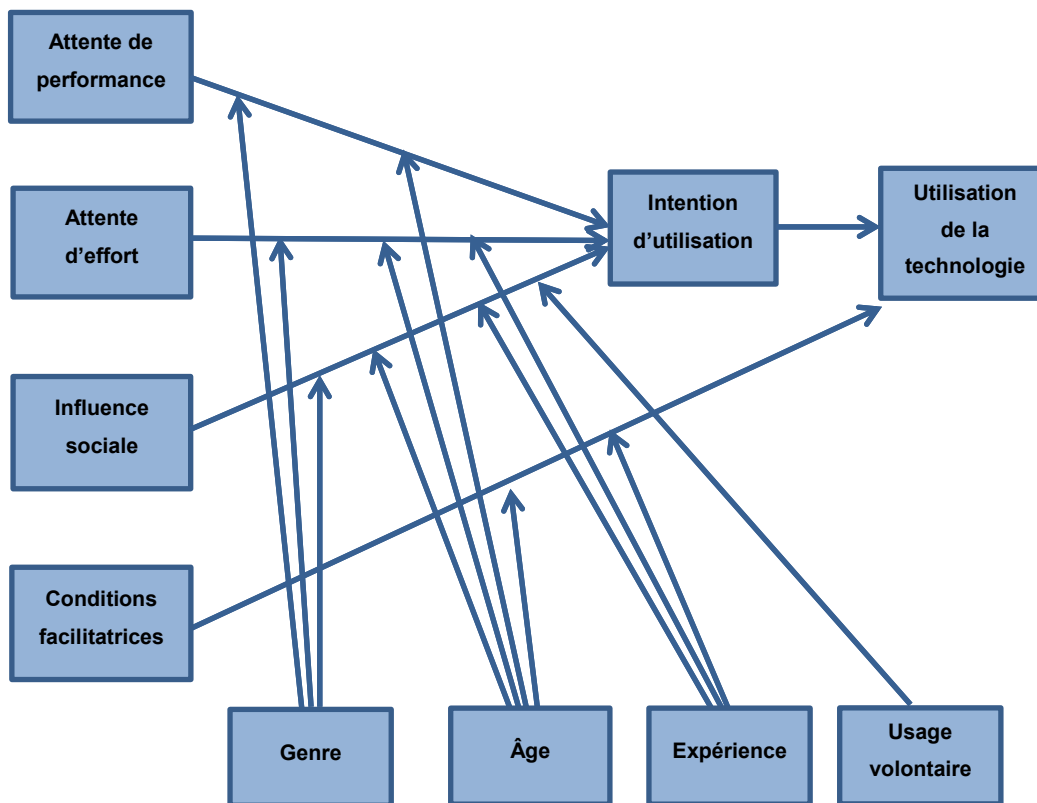 Attente de
performance
Attente
d’effort
Influence
sociale
Conditions
facilitatrices
Intention
d’utilisation
Utilisation
de la
technologie
Genre
Âge
Expérience
Usage
volontaire